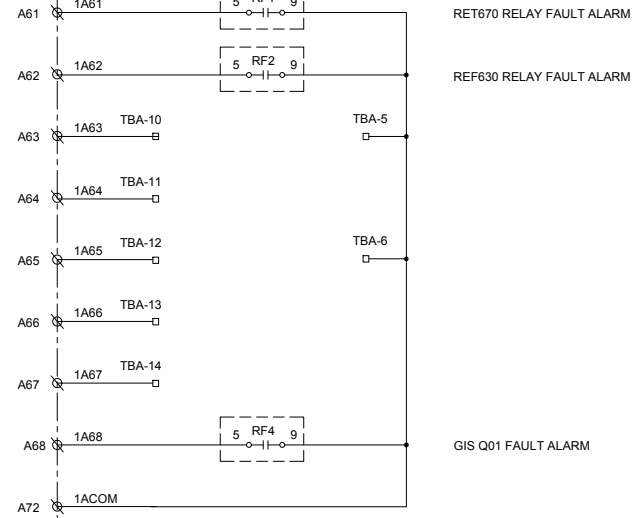 A61 1A61 5 RF1 9 RET670 RELAY FAULT ALARM
A62 1A62 5 RF2 9 REF630 RELAY FAULT ALARM
A63 1A63 TBA-10 TBA-5
A64 1A64 TBA-11
A65 1A65 TBA-12 TBA-6
A66 1A66 TBA-13
A67 1A67 TBA-14
A68 1A68 5 RF4 9 GIS Q01 FAULT ALARM
A72 1ACOM